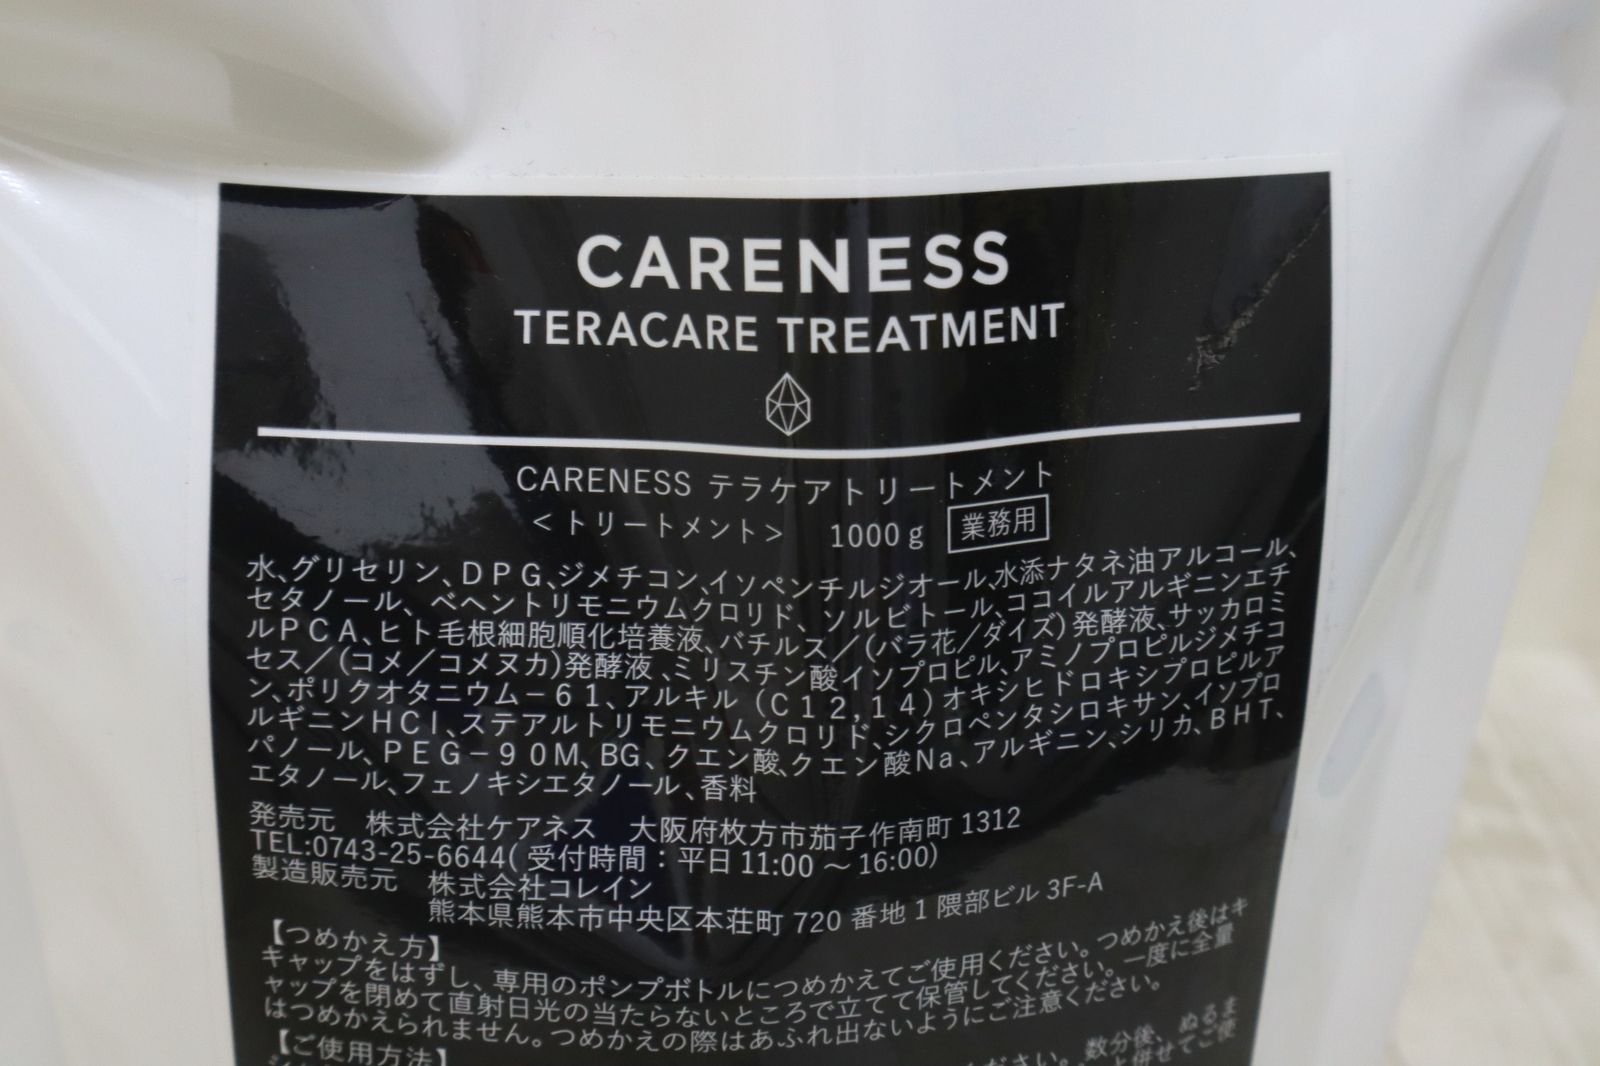 CARENESS
TERACARE TREATMENT
CARENESS テラケアトリートメント
<トリートメント> 1000g 業務用
水、グリセリン、DPG、ジメチコン、イソペンチルジオール、水添ナタネ油アルコール、
セタノール、ベヘントリモニウムクロリド、ソルビトール、ココイルアルギニンエチ
ルPCA、ヒト毛根細胞順化培養液、バチルス／(バラ花／ダイズ)発酵液、サッカロミ
セス／(コメ／コメヌカ)発酵液、ミリスチン酸イソプロピル、アミノプロピルジメチコ
ン、ポリクオタニウム－61、アルキル（C12,14）オキシヒドロキシプロピルア
ルギニンHCl、ステアルトリモニウムクロリド、シクロペンタシロキサン、イソプロ
パノール、PEG－90M、BG、クエン酸、クエン酸Na、アルギニン、シリカ、BHT、
エタノール、フェノキシエタノール、香料
発売元 株式会社ケアネス 大阪府枚方市茄子作南町 1312
TEL:0743-25-6644( 受付時間：平日 11:00 ～ 16:00)
製造販売元 株式会社コレイン
熊本県熊本市中央区本荘町 720 番地 1 隈部ビル 3F-A
【つめかえ方】
キャップをはずし、専用のポンプボトルにつめかえてご使用ください。つめかえ後はキ
ャップを閉めて直射日光の当たらないところで立てて保管してください。一度に全量
はつめかえられません。つめかえの際はあふれ出ないようにご注意ください。
【ご使用方法】
ください。数分後、ぬるま
と併せてご使